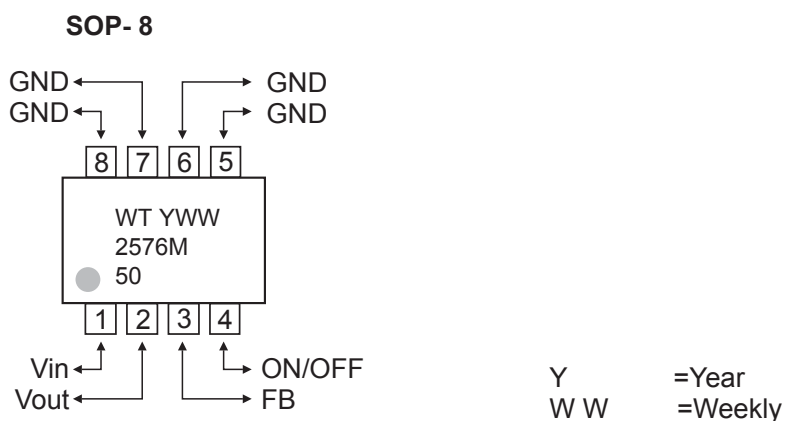 SOP- 8
GND GND
GND GND
8 7 6 5
WT YWW
2576M
50
1 2 3 4
Vin ON/OFF
Vout FB
Y =Year
W W =Weekly